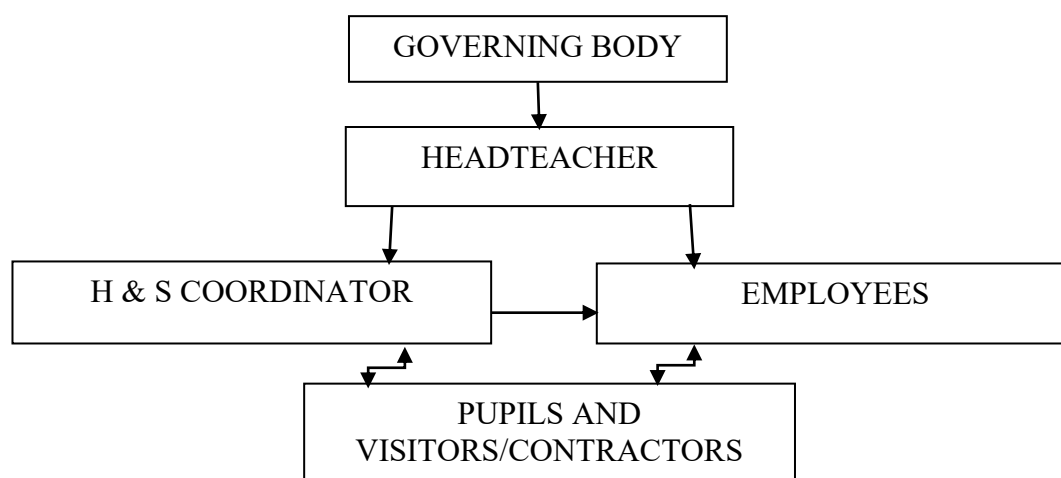 GOVERNING BODY
HEADTEACHER
H & S COORDINATOR
EMPLOYEES
PUPILS AND
VISITORS/CONTRACTORS